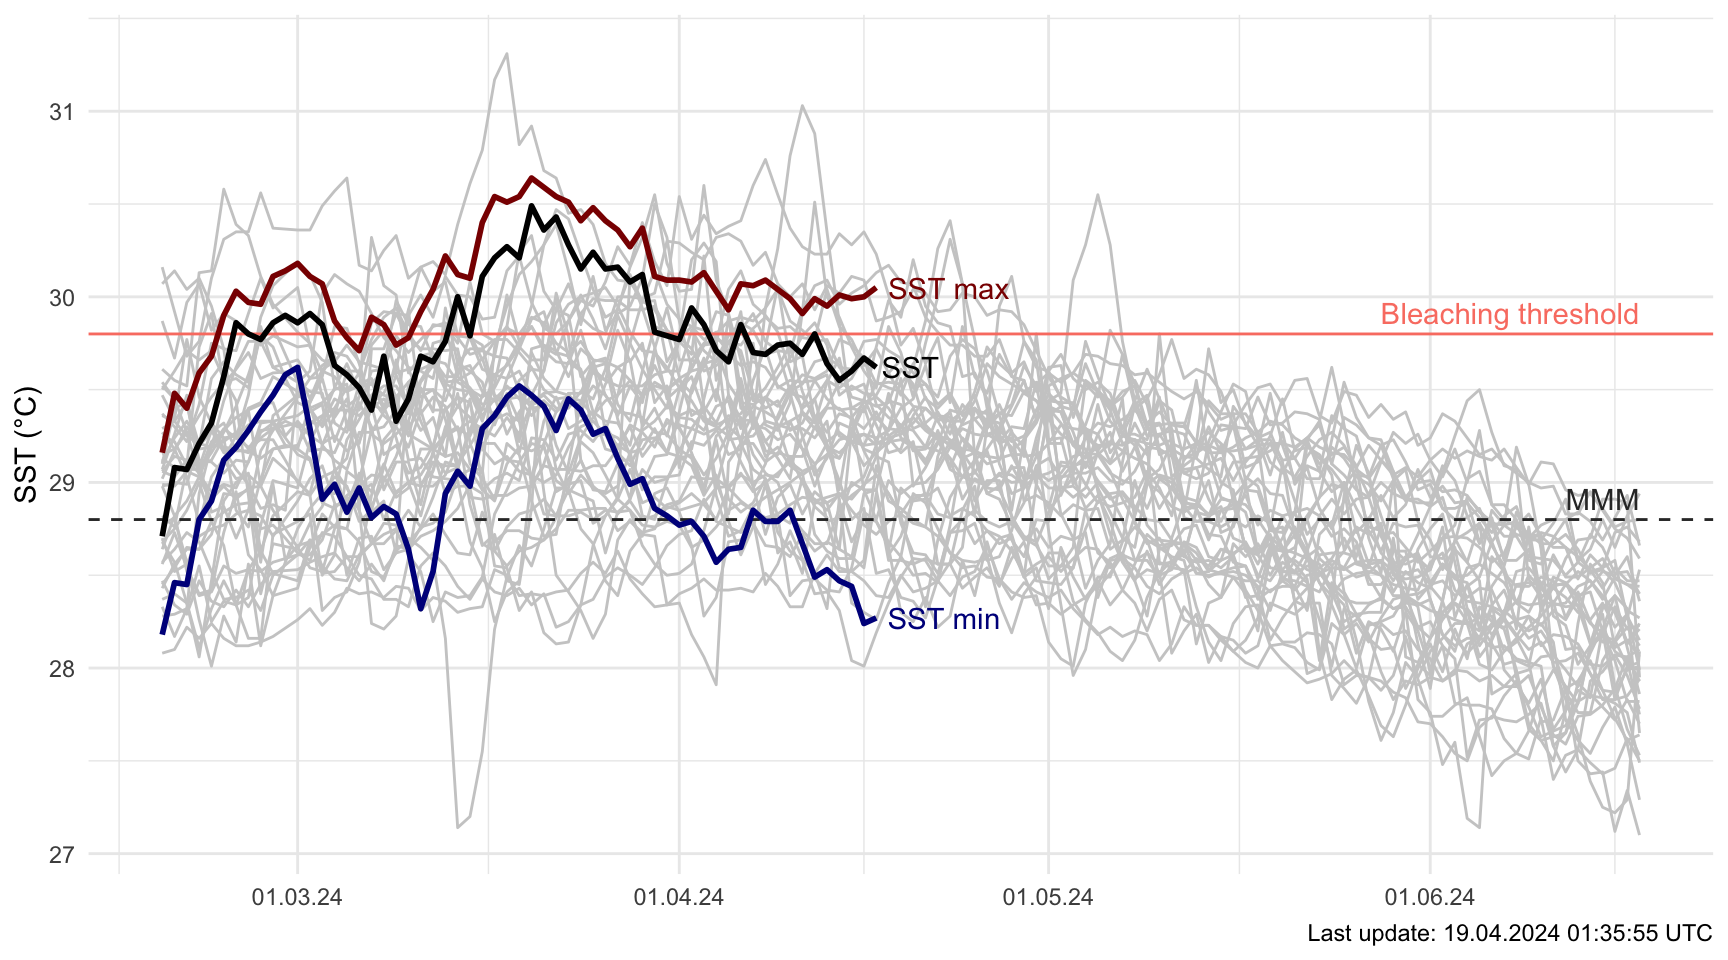 SST (°C)
31
30
29
28
27
SST max
Bleaching threshold
SST
MMM
SST min
01.03.24
01.04.24
01.05.24
01.06.24
Last update: 19.04.2024 01:35:55 UTC